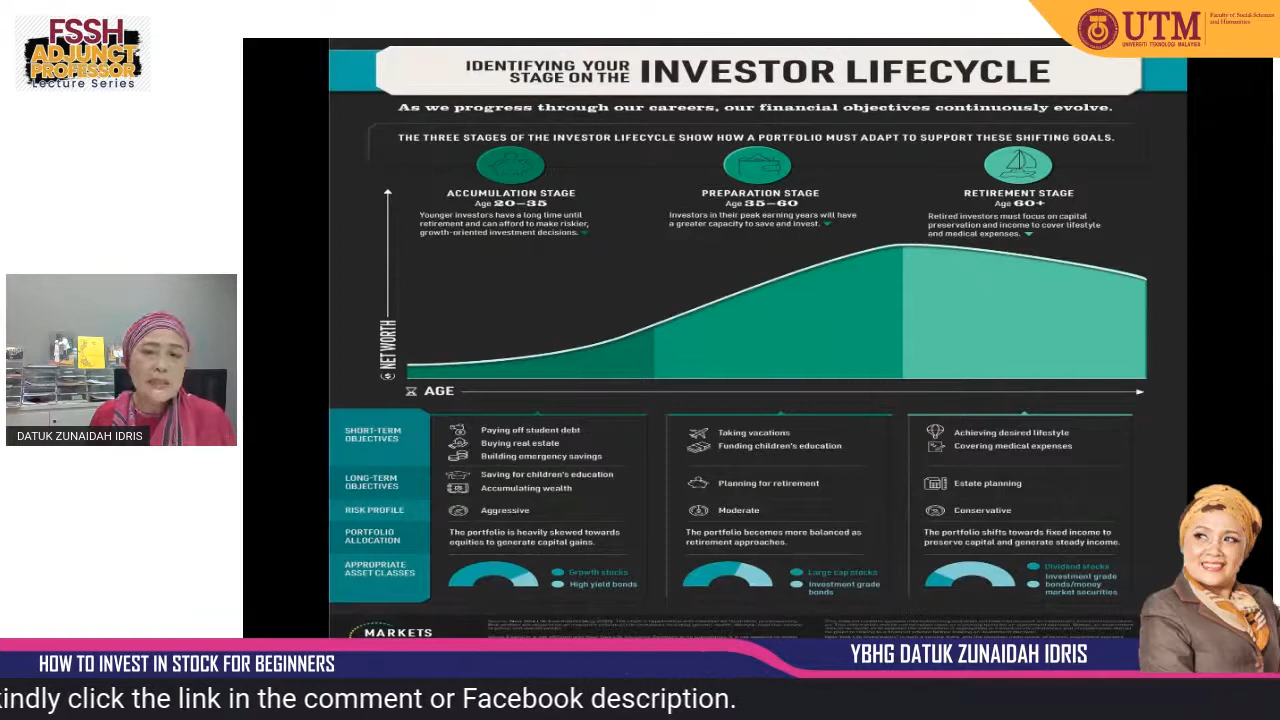 FSSH
ADJUNCT
PROFESSOR
Lecture Series
UTM
UNIVERSITI TEKNOLOGI MALAYSIA
Faculty of Social Sciences
and Humanities
IDENTIFYING YOUR
STAGE ON THE
INVESTOR LIFECYCLE
As we progress through our careers, our financial objectives continuously evolve.
THE THREE STAGES OF THE INVESTOR LIFECYCLE SHOW HOW A PORTFOLIO MUST ADAPT TO SUPPORT THESE SHIFTING GOALS.
ACCUMULATION STAGE
Age 20–35
Younger investors have a long time until
retirement and can afford to make riskier,
growth-oriented investment decisions.
PREPARATION STAGE
Age 35–60
Investors in their peak earning years will have
a greater capacity to save and invest.
RETIREMENT STAGE
Age 60+
Retired investors must focus on capital
preservation and income to cover lifestyle
and medical expenses.
NET WORTH
AGE
SHORT-TERM
OBJECTIVES
Paying off student debt
Buying real estate
Building emergency savings
Taking vacations
Funding children's education
Achieving desired lifestyle
Covering medical expenses
LONG-TERM
OBJECTIVES
Saving for children's education
Accumulating wealth
Planning for retirement
Estate planning
RISK PROFILE
Aggressive
Moderate
Conservative
PORTFOLIO
ALLOCATION
The portfolio is heavily skewed towards
equities to generate capital gains.
The portfolio becomes more balanced as
retirement approaches.
The portfolio shifts towards fixed income to
preserve capital and generate steady income.
APPROPRIATE
ASSET CLASSES
Growth stocks
High yield bonds
Large cap stocks
Investment grade
bonds
Dividend stocks
Investment grade
bonds/money
market securities
MARKETS
DATUK ZUNAIDAH IDRIS
HOW TO INVEST IN STOCK FOR BEGINNERS
YBHG DATUK ZUNAIDAH IDRIS
kindly click the link in the comment or Facebook description.